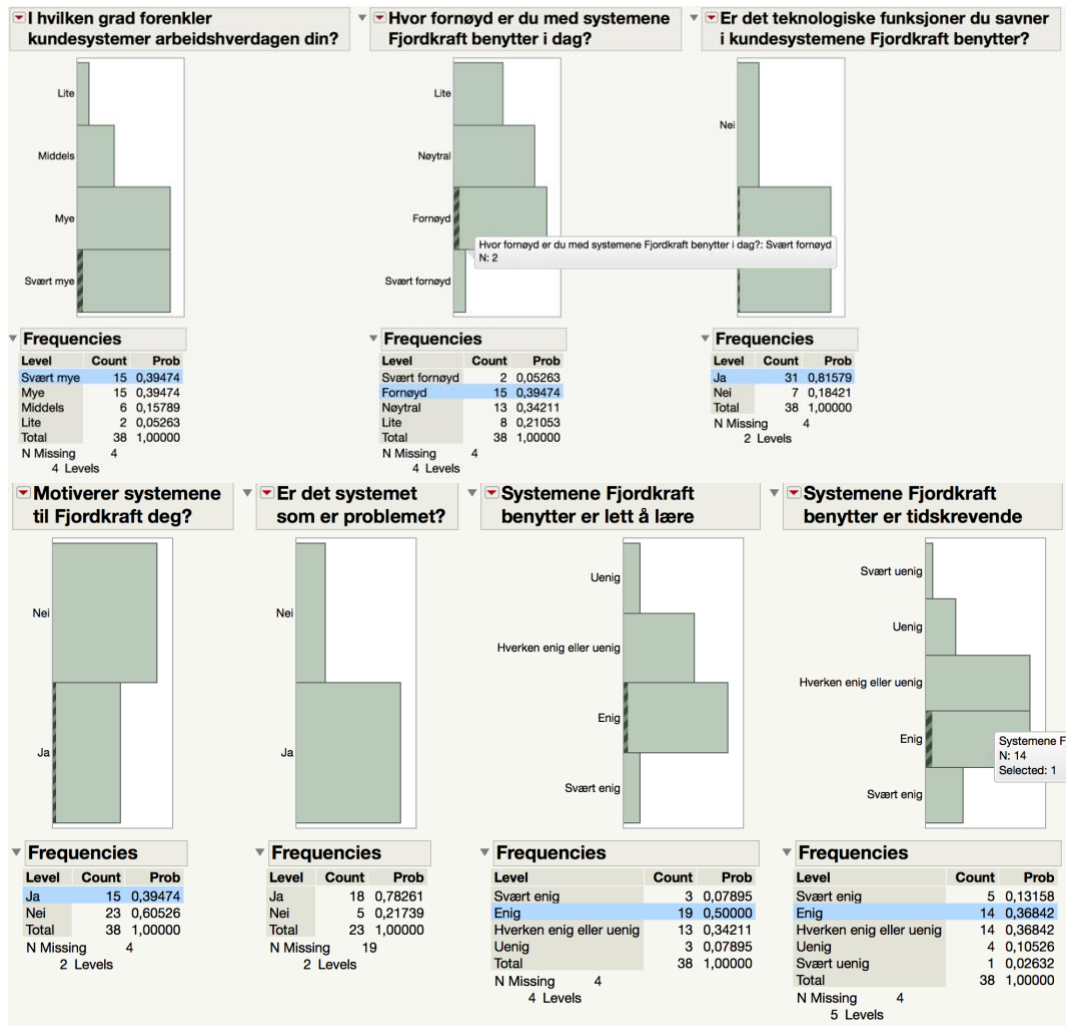 I hvilken grad forenkler
kundesystemer arbeidshverdagen din?
Lite
Middels
Mye
Svært mye
Frequencies
Level Count Prob
Svært mye 15 0,39474
Mye 15 0,39474
Middels 6 0,15789
Lite 2 0,05263
Total 38 1,00000
N Missing 4
4 Levels
Hvor fornøyd er du med systemene
Fjordkraft benytter i dag?
Lite
Nøytral
Fornøyd
Hvor fornøyd er du med systemene Fjordkraft benytter i dag?: Svært fornøyd
N: 2
Svært fornøyd
Frequencies
Level Count Prob
Svært fornøyd 2 0,05263
Fornøyd 15 0,39474
Nøytral 13 0,34211
Lite 8 0,21053
Total 38 1,00000
N Missing 4
4 Levels
Er det teknologiske funksjoner du savner
i kundesystemene Fjordkraft benytter?
Nei
Frequencies
Level Count Prob
Ja 31 0,81579
Nei 7 0,18421
Total 38 1,00000
N Missing 4
2 Levels
Motiverer systemene
til Fjordkraft deg?
Nei
Ja
Frequencies
Level Count Prob
Ja 15 0,39474
Nei 23 0,60526
Total 38 1,00000
N Missing 4
2 Levels
Er det systemet
som er problemet?
Nei
Ja
Frequencies
Level Count Prob
Ja 18 0,78261
Nei 5 0,21739
Total 23 1,00000
N Missing 19
2 Levels
Systemene Fjordkraft
benytter er lett å lære
Uenig
Hverken enig eller uenig
Enig
Svært enig
Frequencies
Level Count Prob
Svært enig 3 0,07895
Enig 19 0,50000
Hverken enig eller uenig 13 0,34211
Uenig 3 0,07895
Total 38 1,00000
N Missing 4
4 Levels
Systemene Fjordkraft
benytter er tidskrevende
Svært uenig
Uenig
Hverken enig eller uenig
Enig
Systemene F
N: 14
Selected: 1
Svært enig
Frequencies
Level Count Prob
Svært enig 5 0,13158
Enig 14 0,36842
Hverken enig eller uenig 14 0,36842
Uenig 4 0,10526
Svært uenig 1 0,02632
Total 38 1,00000
N Missing 4
5 Levels